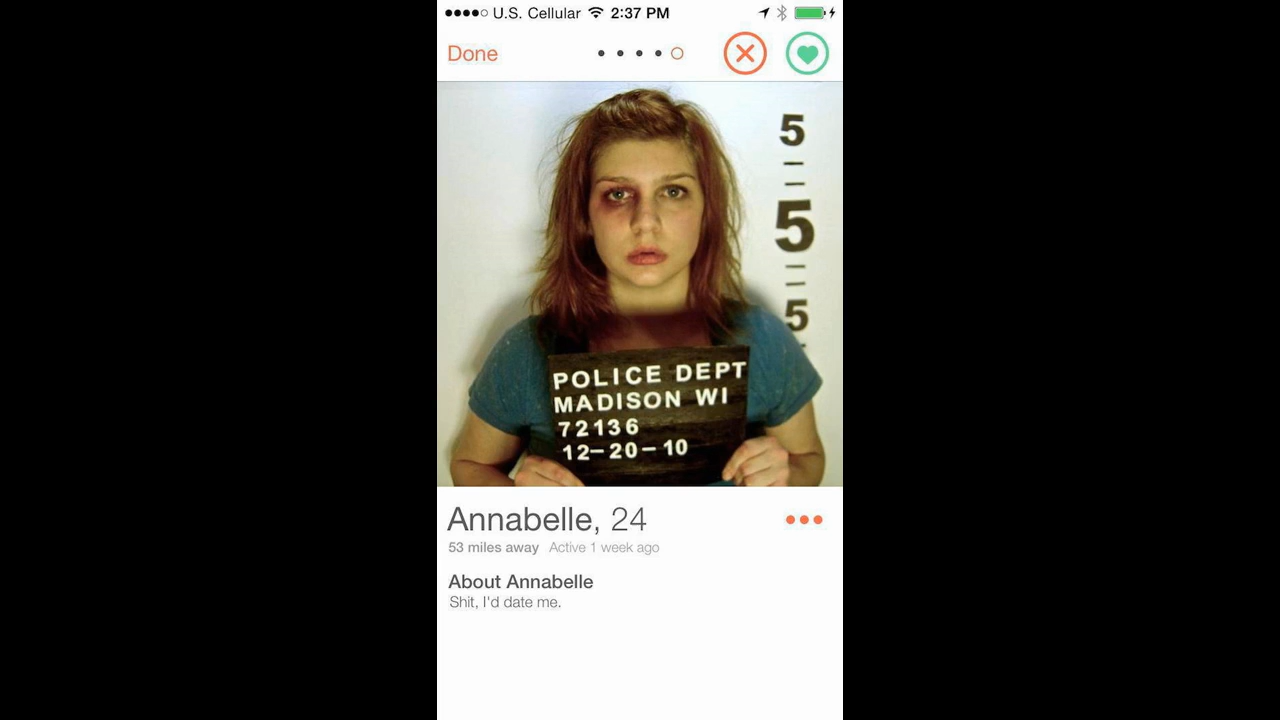 U.S. Cellular 2:37 PM
Done
5
5
5
POLICE DEPT
MADISON WI
72136
12-20-10
Annabelle, 24
53 miles away Active 1 week ago
About Annabelle
Shit, I'd date me.